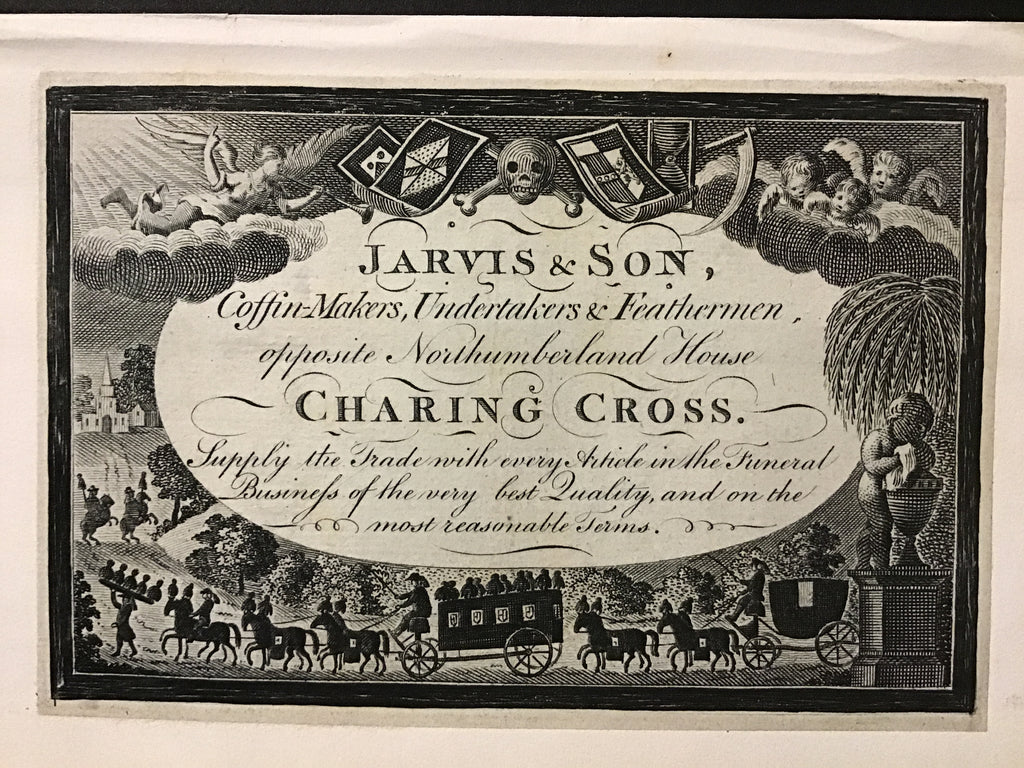 JARVIS & SON,
Coffin-Makers, Undertakers & Feathermen,
opposite Northumberland House
CHARING CROSS.
Supply the Trade with every Article in the Funeral
Busineſs of the very best Quality, and on the
most reasonable Terms.